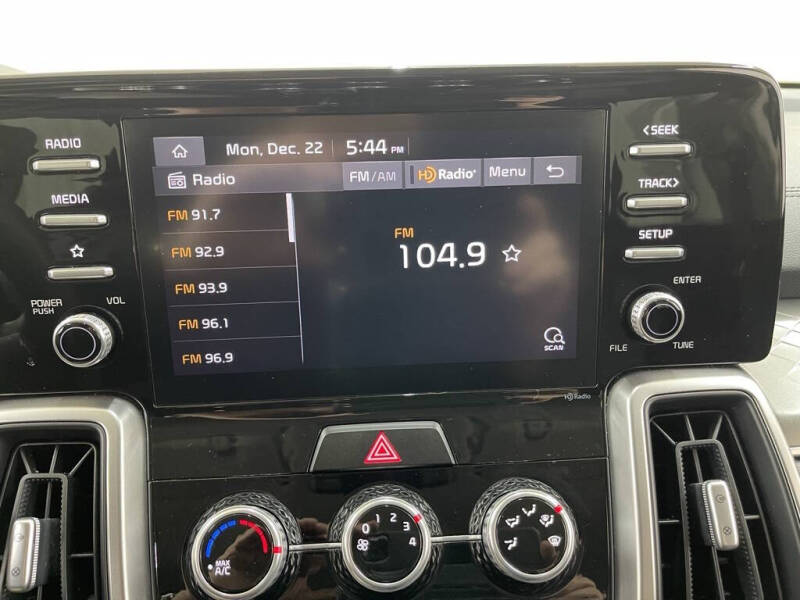 RADIO
MEDIA
POWER
PUSH
VOL
Mon, Dec. 22 5:44 PM
Radio FM/AM HD Radio Menu
FM 91.7
FM 92.9
FM 93.9
FM 96.1
FM 96.9
FM
104.9
SCAN
HD Radio
<SEEK
TRACK>
SETUP
ENTER
FILE
TUNE
MAX
A/C
0 1 2 3 4